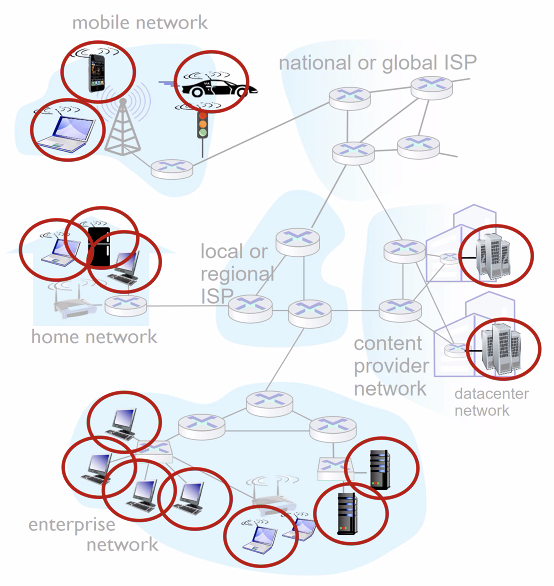 mobile network
national or global ISP
local or
regional
ISP
home network
content
provider
network
datacenter
network
enterprise
network